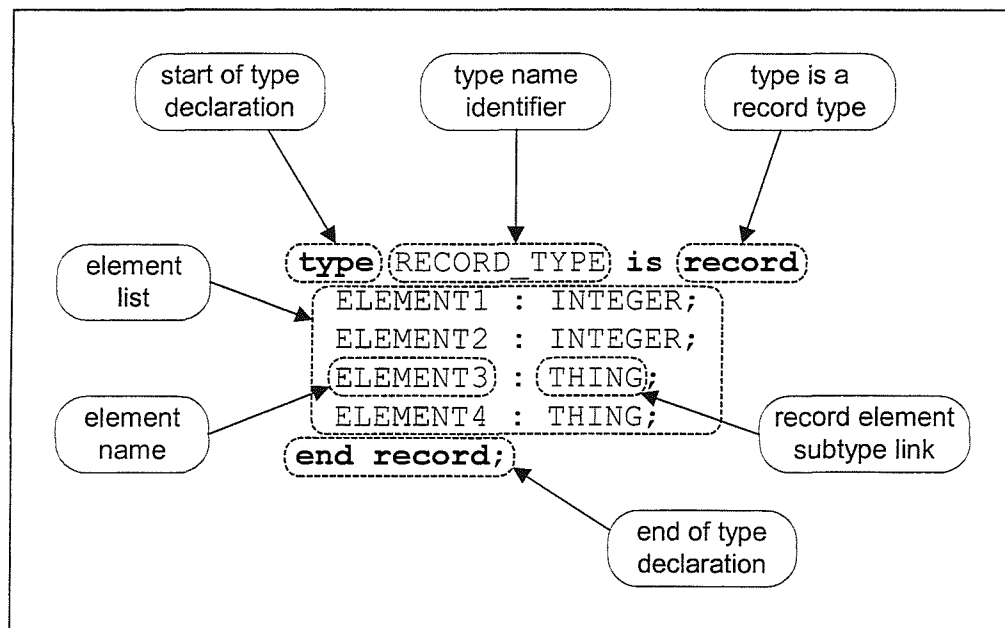 start of type
declaration
type name
identifier
type is a
record type
type RECORD_TYPE is record
element
list
ELEMENT1 : INTEGER;
ELEMENT2 : INTEGER;
ELEMENT3 : THING;
ELEMENT4 : THING;
element
name
record element
subtype link
end record;
end of type
declaration